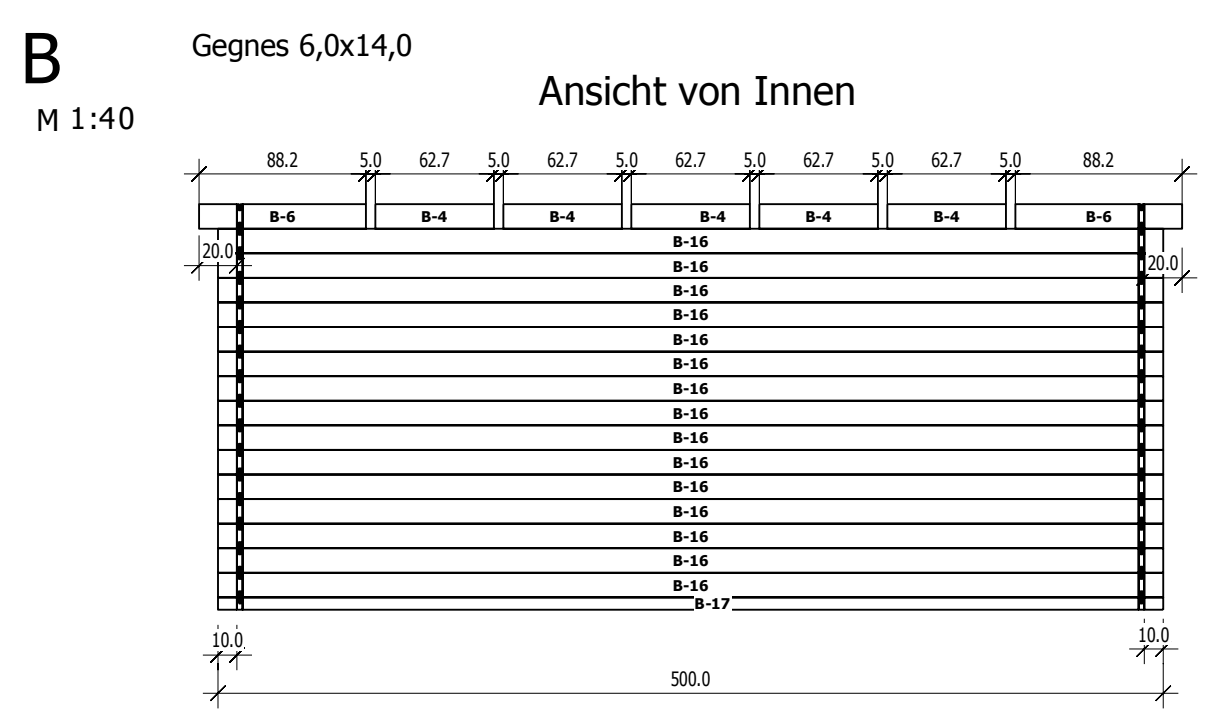 B
Gegnes 6,0x14,0
Ansicht von Innen
M 1:40
88.2 5.0 62.7 5.0 62.7 5.0 62.7 5.0 62.7 5.0 62.7 5.0 88.2
B-6 B-4 B-4 B-4 B-4 B-4 B-6
B-16
20.0
B-16
20.0
B-16
B-16
B-16
B-16
B-16
B-16
B-16
B-16
B-16
B-16
B-16
B-16
B-16
B-17
10.0 10.0
500.0